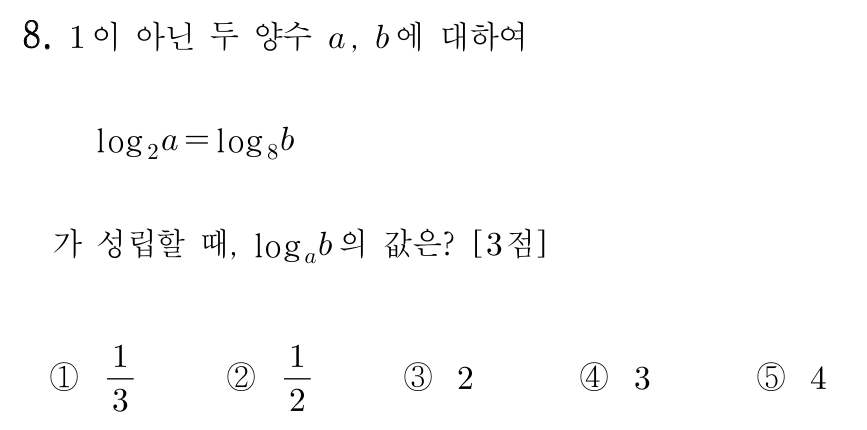 8. 1이 아닌 두 양수 a, b에 대하여
log₂a=log₈b
가 성립할 때, logₐb의 값은? [3점]
① 1/3 ② 1/2 ③ 2 ④ 3 ⑤ 4